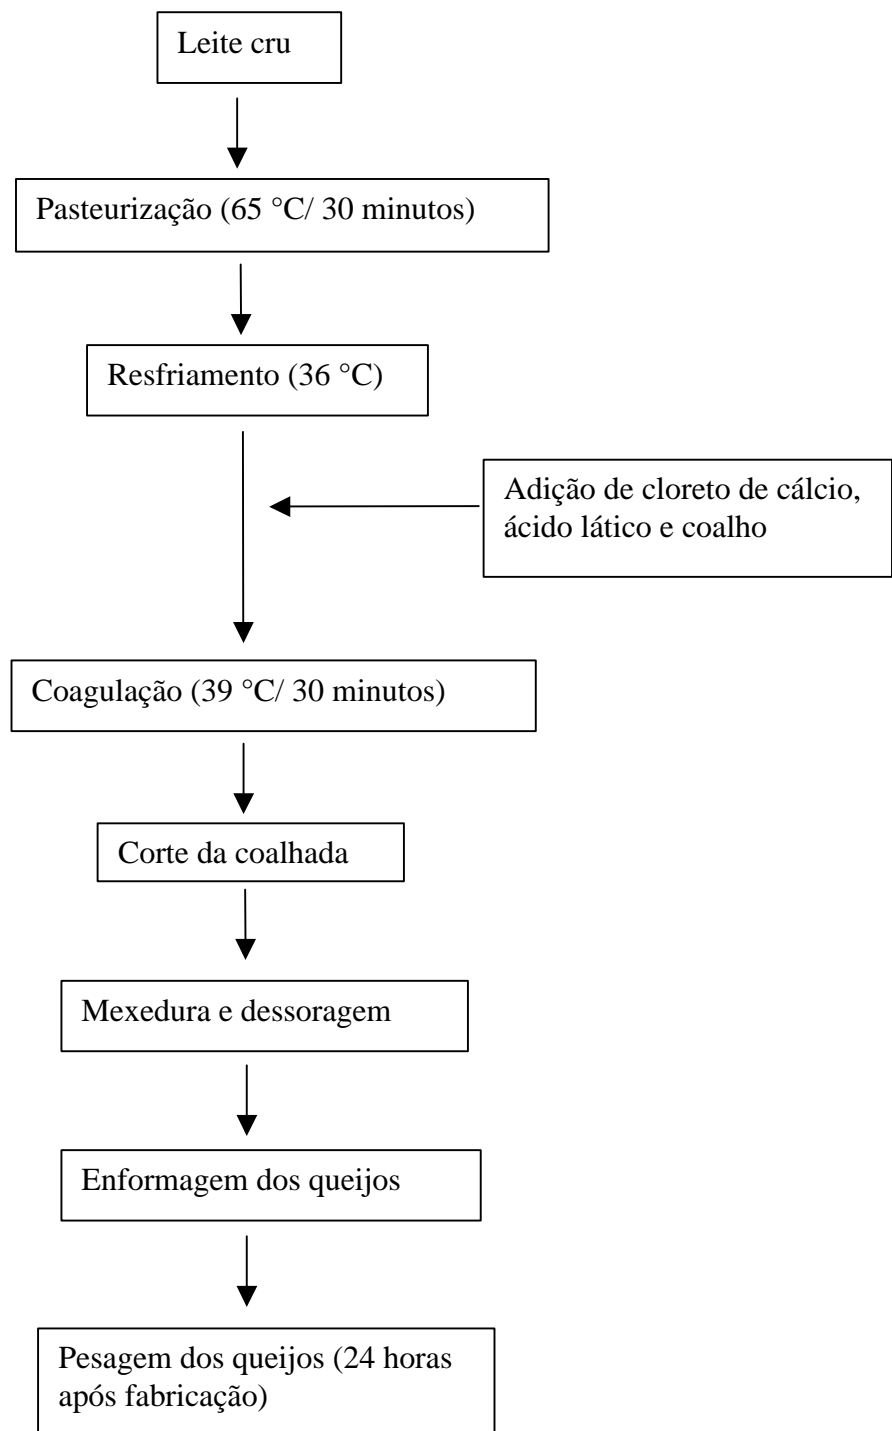 Leite cru
Pasteurização (65 °C/ 30 minutos)
Resfriamento (36 °C)
Adição de cloreto de cálcio,
ácido lático e coalho
Coagulação (39 °C/ 30 minutos)
Corte da coalhada
Mexedura e dessoragem
Enformagem dos queijos
Pesagem dos queijos (24 horas
após fabricação)